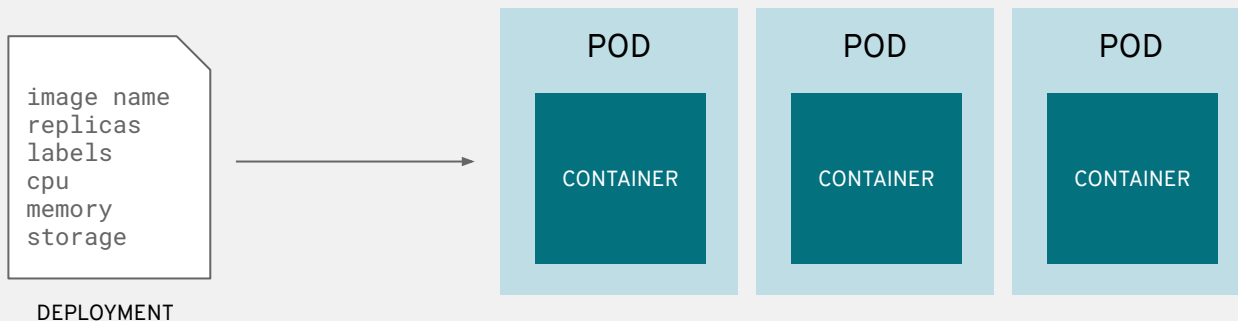 POD
POD
POD
image name
replicas
labels
cpu
memory
storage
CONTAINER
CONTAINER
CONTAINER
DEPLOYMENT